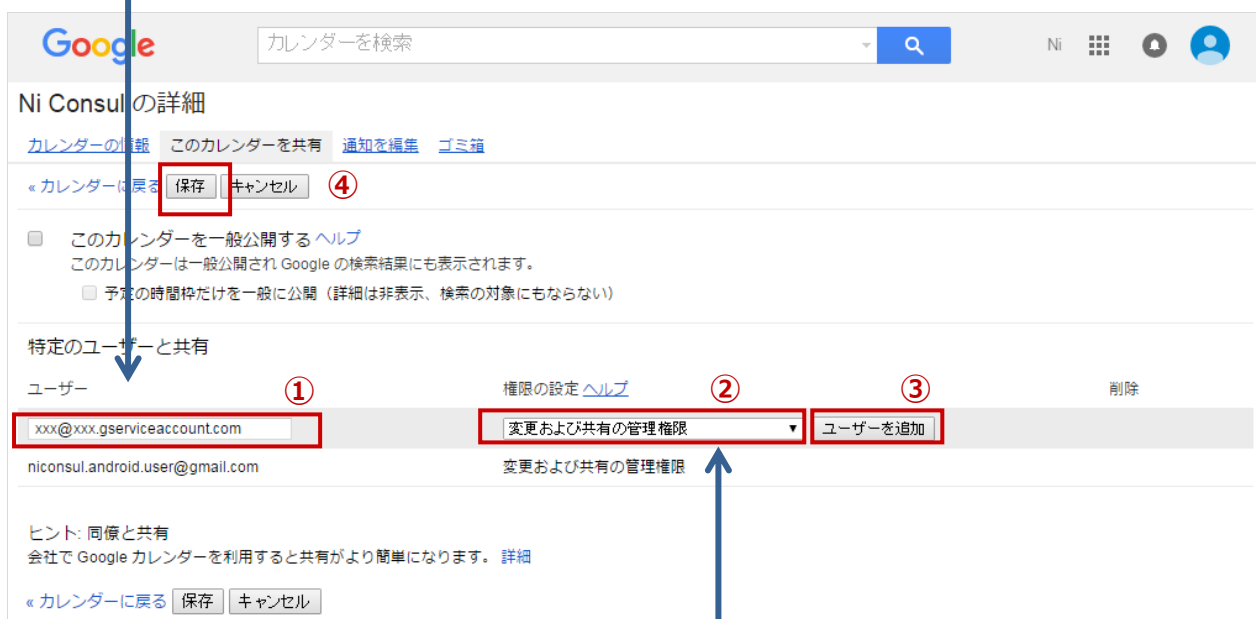 Google カレンダーを検索 Ni
Ni Consul の詳細
カレンダーの情報 このカレンダーを共有 通知を編集 ゴミ箱
« カレンダーに戻る 保存 キャンセル ④
このカレンダーを一般公開する ヘルプ
このカレンダーは一般公開され Google の検索結果にも表示されます。
予定の時間枠だけを一般に公開（詳細は非表示、検索の対象にもならない）
特定のユーザーと共有
ユーザー ① 権限の設定 ヘルプ ② ③ 削除
xxx@xxx.gserviceaccount.com 変更および共有の管理権限 ユーザーを追加
niconsul.android.user@gmail.com 変更および共有の管理権限
ヒント: 同僚と共有
会社で Google カレンダーを利用すると共有がより簡単になります。 詳細
« カレンダーに戻る 保存 キャンセル